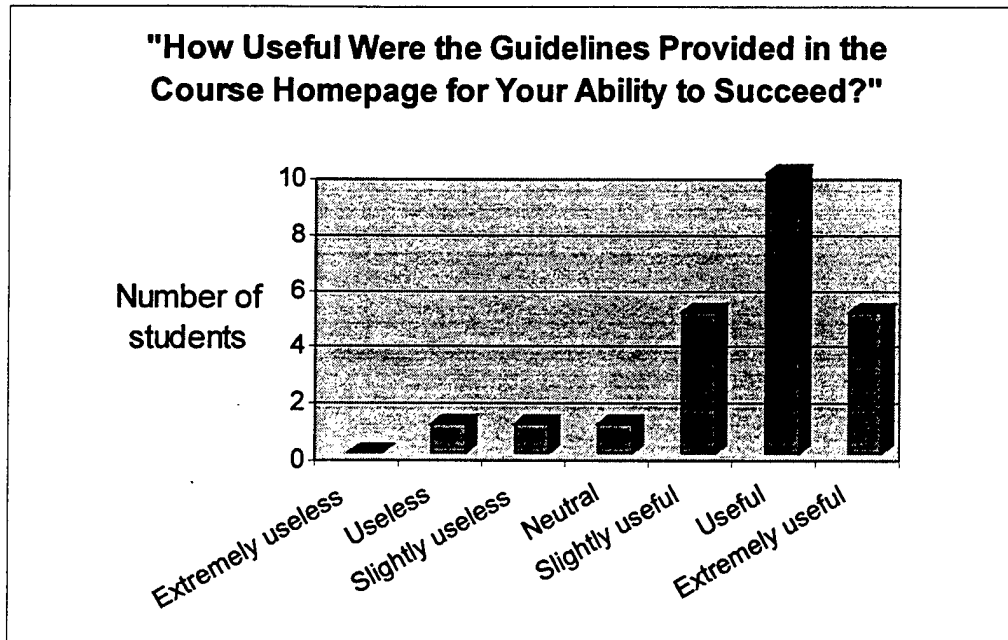 "How Useful Were the Guidelines Provided in the
Course Homepage for Your Ability to Succeed?"
10
8
6
4
2
0
Number of
students
Extremely useless
Useless
Slightly useless
Neutral
Slightly useful
Useful
Extremely useful